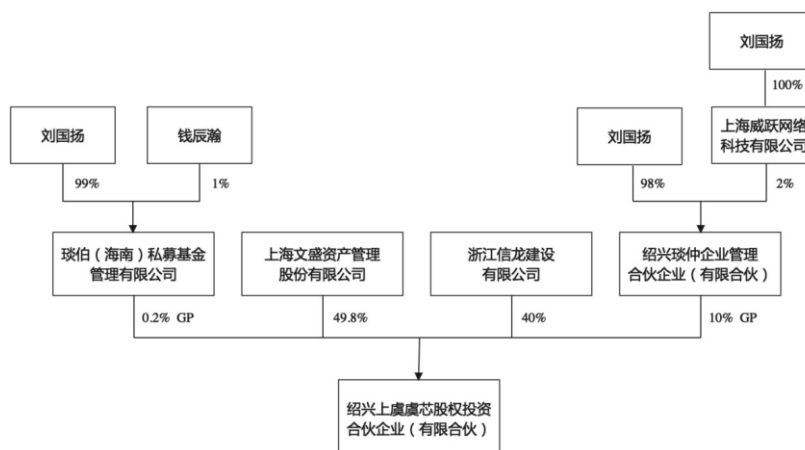 刘国扬
100%
刘国扬
钱辰瀚
刘国扬
上海威跃网络
科技有限公司
99%
1%
98%
2%
琰伯（海南）私募基金
管理有限公司
上海文盛资产管理
股份有限公司
浙江信龙建设
有限公司
绍兴琰仲企业管理
合伙企业（有限合伙）
0.2% GP
49.8%
40%
10% GP
绍兴上虞虞芯股权投资
合伙企业（有限合伙）